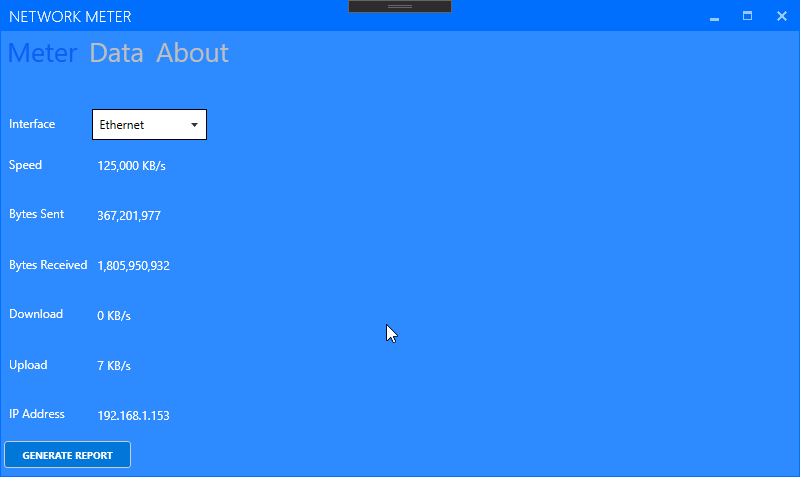 NETWORK METER
Meter Data About
Interface Ethernet
Speed 125,000 KB/s
Bytes Sent 367,201,977
Bytes Received 1,805,950,932
Download 0 KB/s
Upload 7 KB/s
IP Address 192.168.1.153
GENERATE REPORT